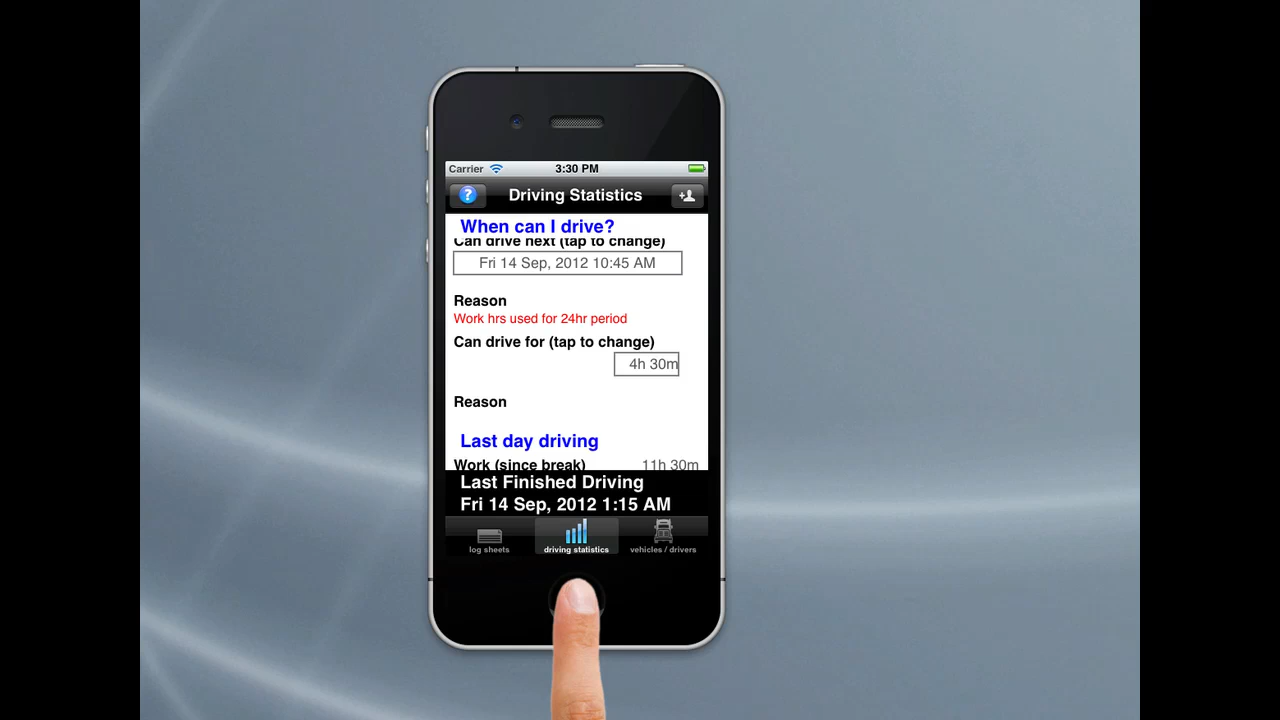 Carrier 3:30 PM
? Driving Statistics +
When can I drive?
Can drive next (tap to change)
Fri 14 Sep, 2012 10:45 AM
Reason
Work hrs used for 24hr period
Can drive for (tap to change)
4h 30m
Reason
Last day driving
Work (since break) 11h 30m
Last Finished Driving
Fri 14 Sep, 2012 1:15 AM
log sheets driving statistics vehicles / drivers